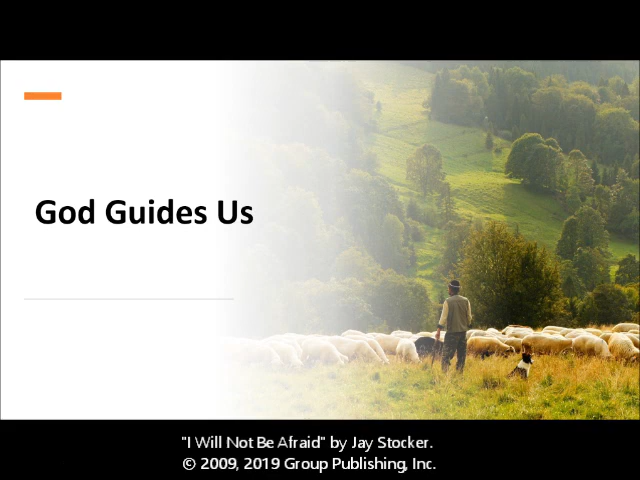 God Guides Us
"I Will Not Be Afraid" by Jay Stocker.
© 2009, 2019 Group Publishing, Inc.